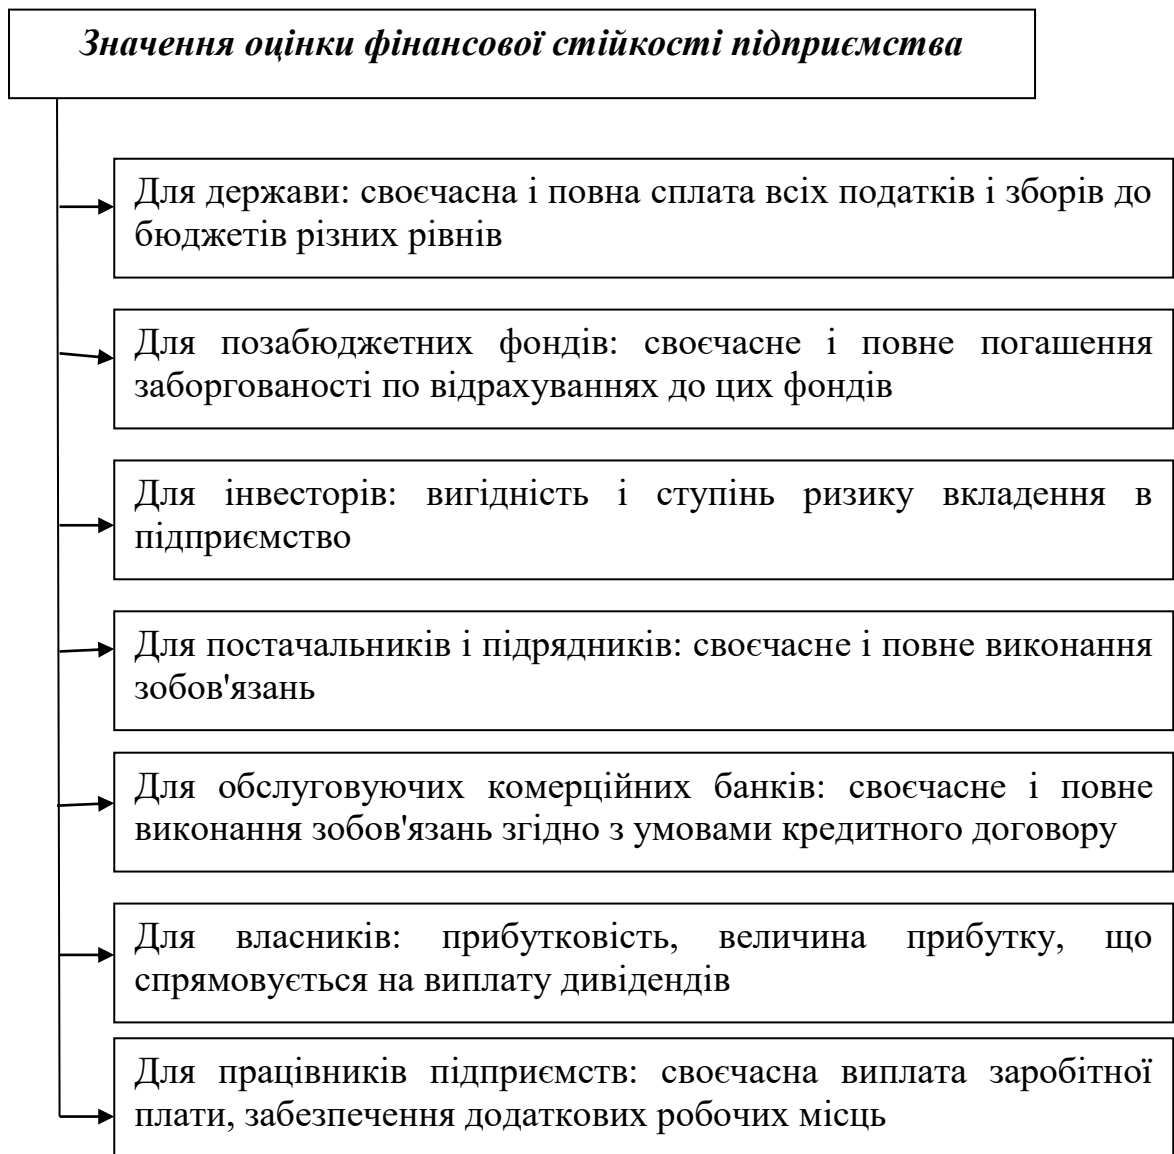 Значення оцінки фінансової стійкості підприємства
Для держави: своєчасна і повна сплата всіх податків і зборів до
бюджетів різних рівнів
Для позабюджетних фондів: своєчасне і повне погашення
заборгованості по відрахуваннях до цих фондів
Для інвесторів: вигідність і ступінь ризику вкладення в
підприємство
Для постачальників і підрядників: своєчасне і повне виконання
зобов'язань
Для обслуговуючих комерційних банків: своєчасне і повне
виконання зобов'язань згідно з умовами кредитного договору
Для власників: прибутковість, величина прибутку, що
спрямовується на виплату дивідендів
Для працівників підприємств: своєчасна виплата заробітної
плати, забезпечення додаткових робочих місць